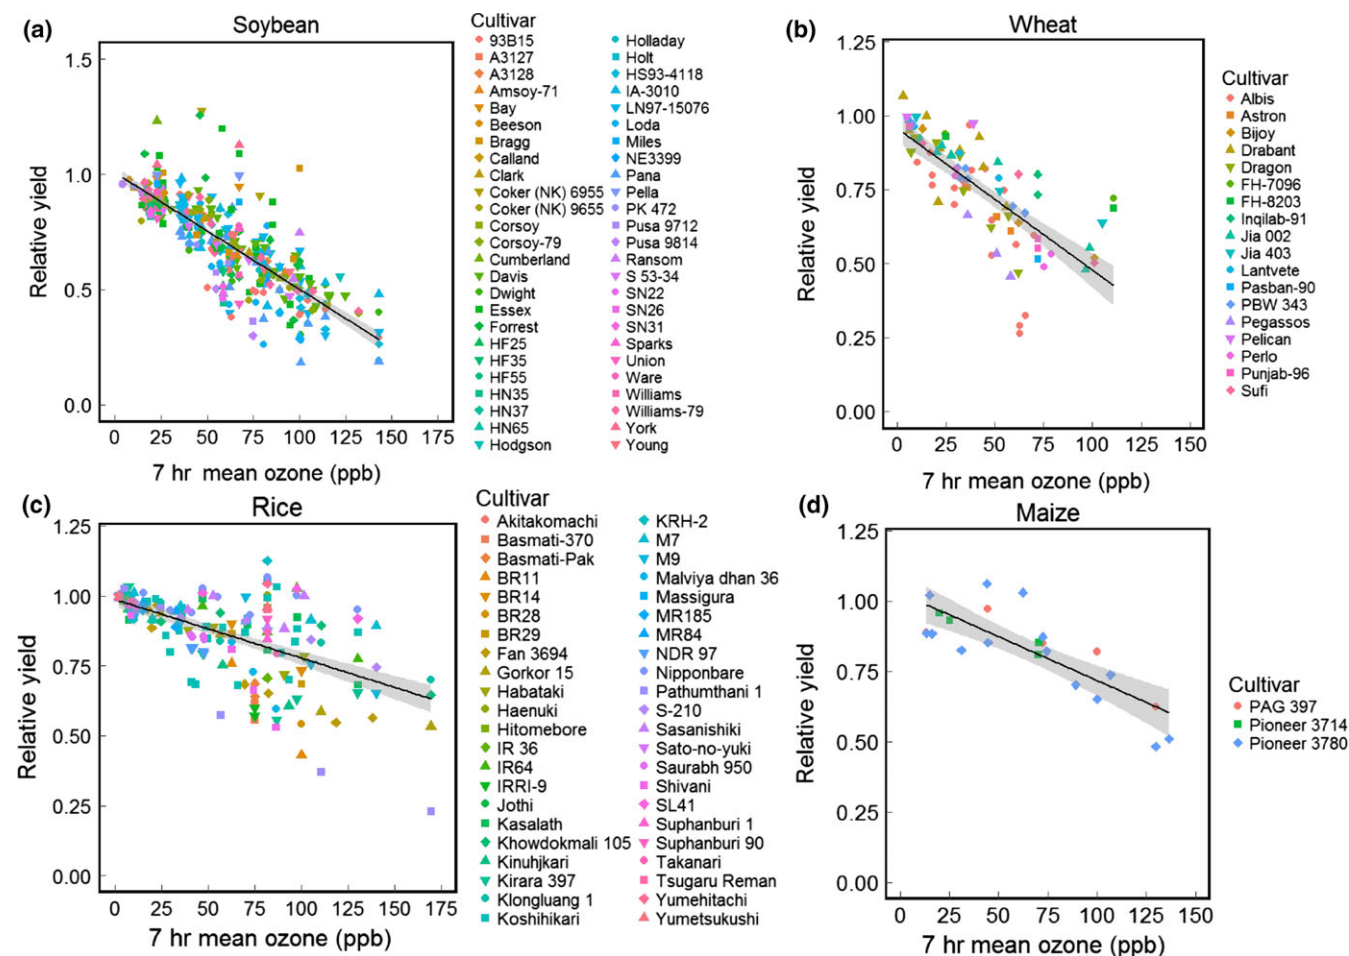 (a)
Soybean
1.5
1.0
0.5
0.0
Relative yield
0 25 50 75 100 125 150 175
7 hr mean ozone (ppb)
Cultivar
93B15
A3127
A3128
Amsoy-71
Bay
Beeson
Bragg
Calland
Clark
Coker (NK) 6955
Coker (NK) 9655
Corsoy
Corsoy-79
Cumberland
Davis
Dwight
Essex
Forrest
HF25
HF35
HF55
HN35
HN37
HN65
Hodgson
Holladay
Holt
HS93-4118
IA-3010
LN97-15076
Loda
Miles
NE3399
Pana
Pella
PK 472
Pusa 9712
Pusa 9814
Ransom
S 53-34
SN22
SN26
SN31
Sparks
Union
Ware
Williams
Williams-79
York
Young
(b)
Wheat
1.25
1.00
0.75
0.50
0.25
0.00
Relative yield
0 25 50 75 100 125
7 hr mean ozone (ppb)
Cultivar
Albis
Astron
Bijoy
Drabant
Dragon
FH-7096
FH-8203
Inqilab-91
Jia 002
Jia 403
Lantvete
Pasban-90
PBW 343
Pegassos
Pelican
Perlo
Punjab-96
Sufi
(c)
Rice
1.25
1.00
0.75
0.50
0.25
0.00
Relative yield
0 25 50 75 100 125 150 175
7 hr mean ozone (ppb)
Cultivar
Akitakomachi
Basmati-370
Basmati-Pak
BR11
BR14
BR28
BR29
Fan 3694
Gorkor 15
Habataki
Haenuki
Hitomebore
IR 36
IR64
IRRI-9
Jothi
Kasalath
Khowdokmali 105
Kinuhjkari
Kirara 397
Klongluang 1
Koshihikari
KRH-2
M7
M9
Malviya dhan 36
Massigura
MR185
MR84
NDR 97
Nipponbare
Pathumthani 1
S-210
Sasanishiki
Sato-no-yuki
Saurabh 950
Shivani
SL41
Suphanburi 1
Suphanburi 90
Takanari
Tsugaru Reman
Yumehitachi
Yumetsukushi
(d)
Maize
1.25
1.00
0.75
0.50
0.25
0.00
Relative yield
0 25 50 75 100 125 150
7 hr mean ozone (ppb)
Cultivar
PAG 397
Pioneer 3714
Pioneer 3780